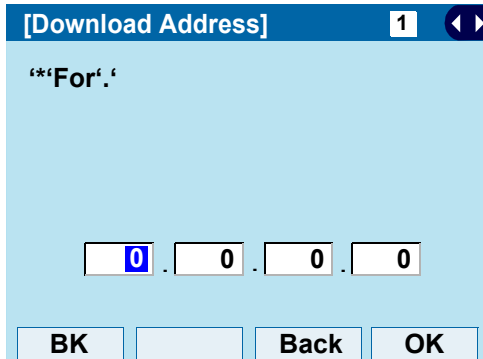 [Download Address] 1
‘*‘For‘.‘
0 . 0 . 0 . 0
BK Back OK